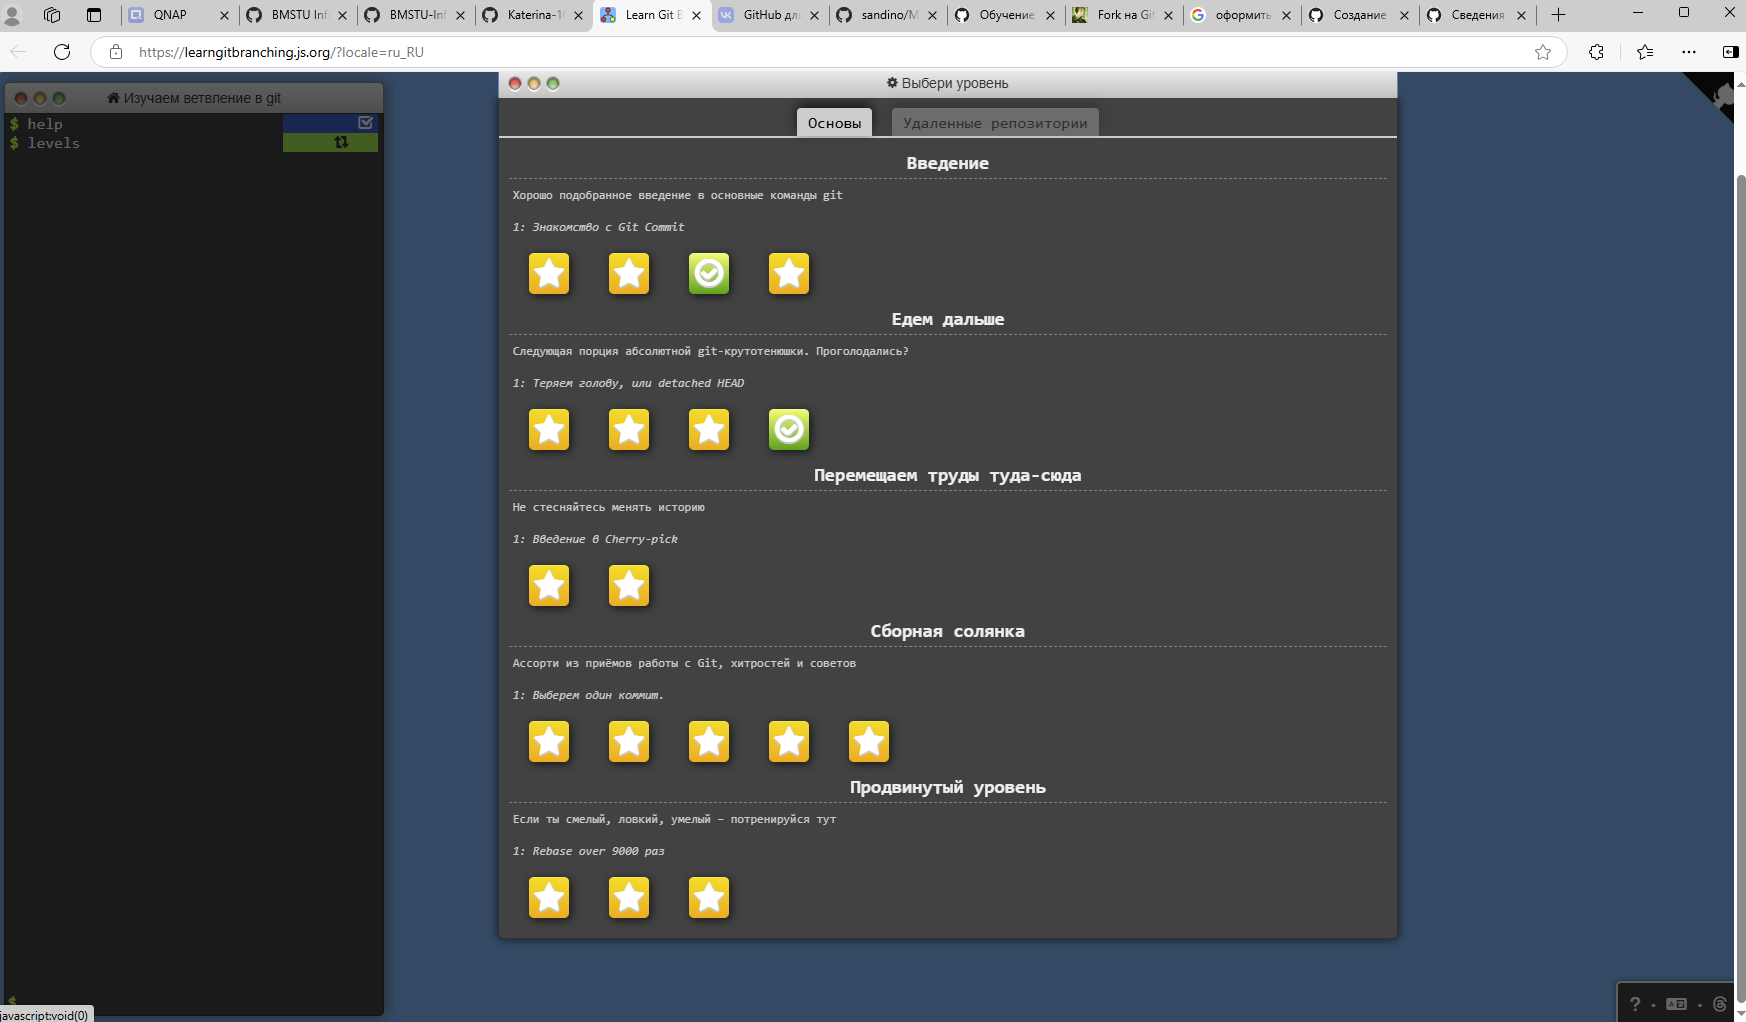 QNAP
BMSTU Inf
BMSTU-Inf
Katerina-1
Learn Git B
GitHub для
sandino/M
Обучение
Fork на Git
оформить
Создание
Сведения
https://learngitbranching.js.org/?locale=ru_RU
Изучаем ветвление в git
$ help
$ levels
$
Выбери уровень
Основы
Удаленные репозитории
Введение
Хорошо подобранное введение в основные команды git
1: Знакомство с Git Commit
Едем дальше
Следующая порция абсолютной git-крутотенюшки. Проголодались?
1: Теряем голову, или detached HEAD
Перемещаем труды туда-сюда
Не стесняйтесь менять историю
1: Введение в Cherry-pick
Сборная солянка
Ассорти из приёмов работы с Git, хитростей и советов
1: Выберем один коммит.
Продвинутый уровень
Если ты смелый, ловкий, умелый – потренируйся тут
1: Rebase over 9000 раз
javascript:void(0)